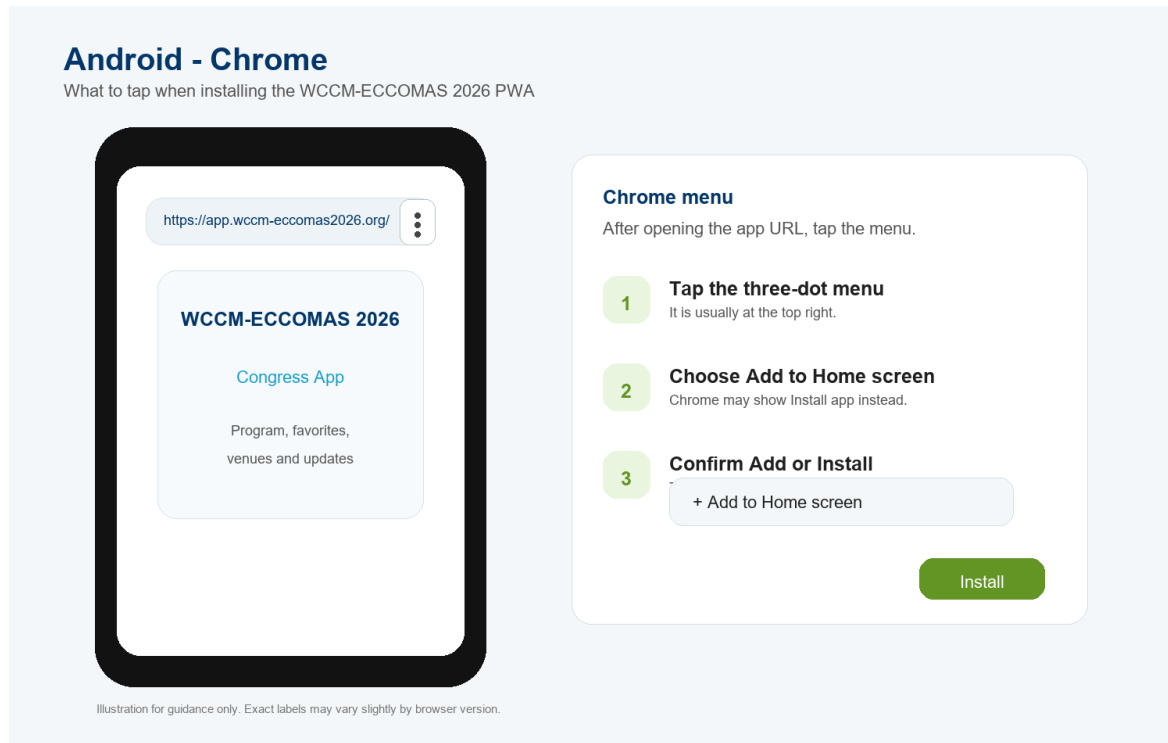 Android - Chrome
What to tap when installing the WCCM-ECCOMAS 2026 PWA
https://app.wccm-eccomas2026.org/
WCCM-ECCOMAS 2026
Congress App
Program, favorites,
venues and updates
Chrome menu
After opening the app URL, tap the menu.
1
Tap the three-dot menu
It is usually at the top right.
2
Choose Add to Home screen
Chrome may show Install app instead.
3
Confirm Add or Install
+ Add to Home screen
Install
Illustration for guidance only. Exact labels may vary slightly by browser version.